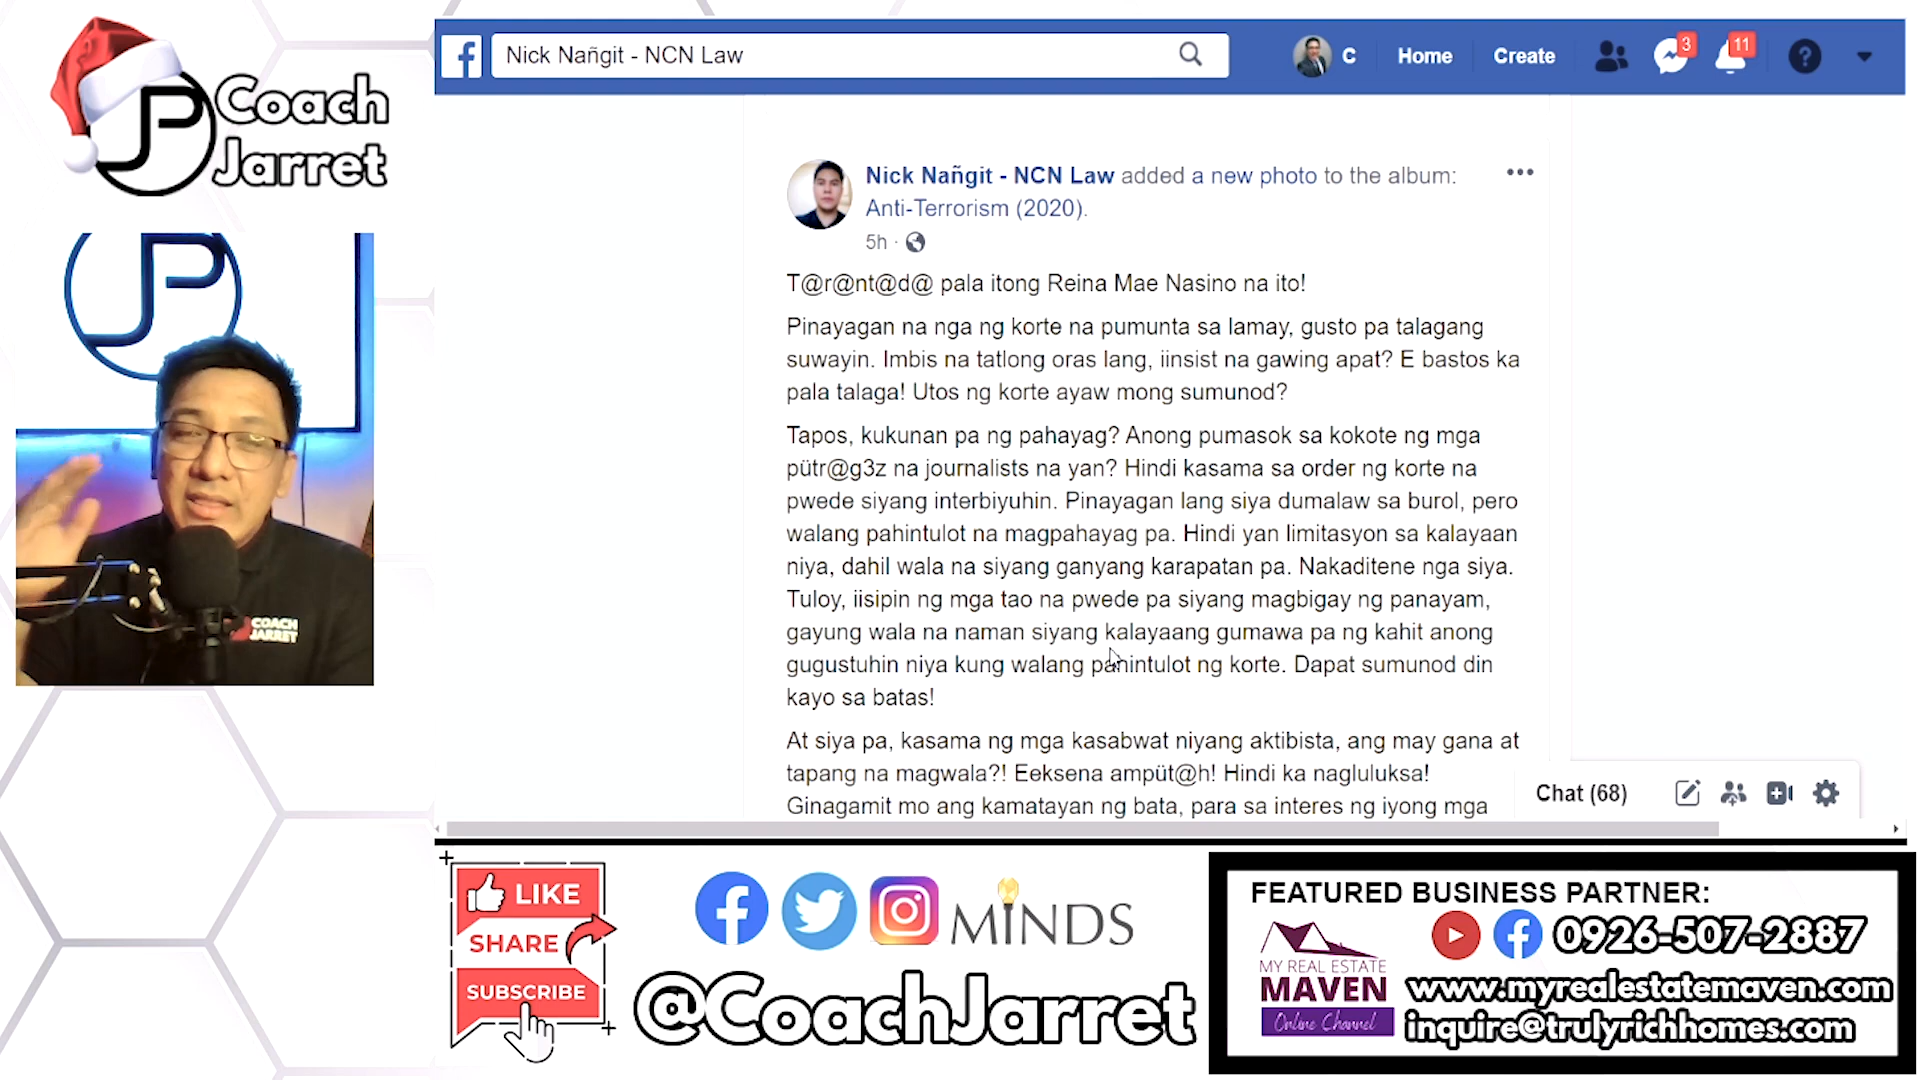 Coach
Jarret
COACH
JARRET
Nick Nañgit - NCN Law
C
Home
Create
3
11
Nick Nañgit - NCN Law added a new photo to the album:
Anti-Terrorism (2020).
5h ·
T@r@nt@d@ pala itong Reina Mae Nasino na ito!
Pinayagan na nga ng korte na pumunta sa lamay, gusto pa talagang
suwayin. Imbis na tatlong oras lang, iinsist na gawing apat? E bastos ka
pala talaga! Utos ng korte ayaw mong sumunod?
Tapos, kukunan pa ng pahayag? Anong pumasok sa kokote ng mga
pütr@g3z na journalists na yan? Hindi kasama sa order ng korte na
pwede siyang interbiyuhin. Pinayagan lang siya dumalaw sa burol, pero
walang pahintulot na magpahayag pa. Hindi yan limitasyon sa kalayaan
niya, dahil wala na siyang ganyang karapatan pa. Nakaditene nga siya.
Tuloy, iisipin ng mga tao na pwede pa siyang magbigay ng panayam,
gayung wala na naman siyang kalayaang gumawa pa ng kahit anong
gugustuhin niya kung walang pahintulot ng korte. Dapat sumunod din
kayo sa batas!
At siya pa, kasama ng mga kasabwat niyang aktibista, ang may gana at
tapang na magwala?! Eeksena ampüt@h! Hindi ka nagluluksa!
Ginagamit mo ang kamatayan ng bata, para sa interes ng iyong mga
Chat (68)
LIKE
SHARE
SUBSCRIBE
MINDS
@CoachJarret
FEATURED BUSINESS PARTNER:
0926-507-2887
MY REAL ESTATE
MAVEN
Online Channel
www.myrealestatemaven.com
inquire@trulyrichhomes.com